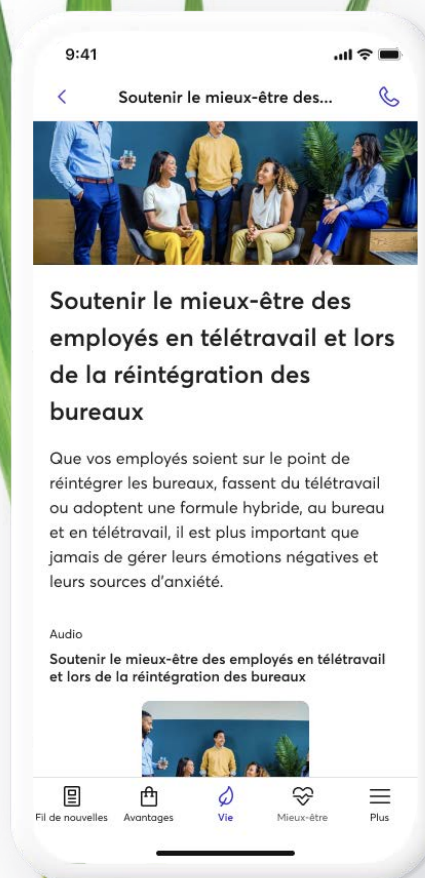 9:41
Soutenir le mieux-être des...
Soutenir le mieux-être des
employés en télétravail et lors
de la réintégration des
bureaux
Que vos employés soient sur le point de
réintégrer les bureaux, fassent du télétravail
ou adoptent une formule hybride, au bureau
et en télétravail, il est plus important que
jamais de gérer leurs émotions négatives et
leurs sources d'anxiété.
Audio
Soutenir le mieux-être des employés en télétravail
et lors de la réintégration des bureaux
Fil de nouvelles Avantages Vie Mieux-être Plus